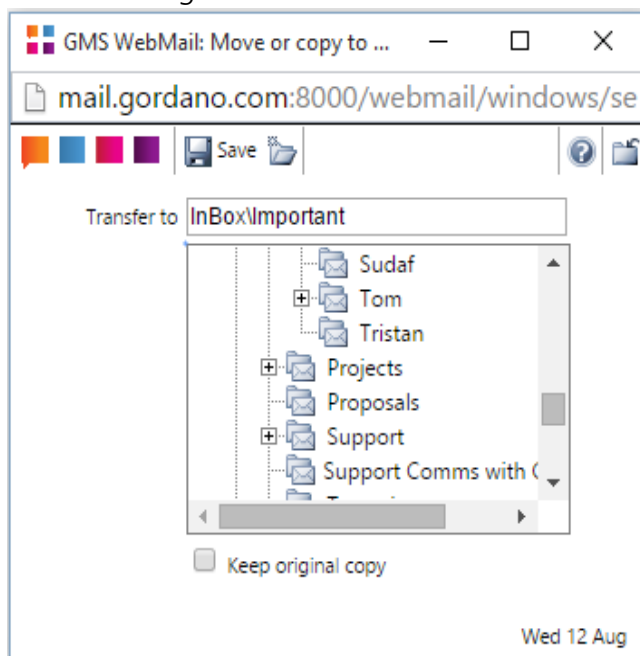 GMS WebMail: Move or copy to ...
mail.gordano.com:8000/webmail/windows/se
Save
Transfer to InBox\Important
Sudaf
Tom
Tristan
Projects
Proposals
Support
Support Comms with
Keep original copy
Wed 12 Aug